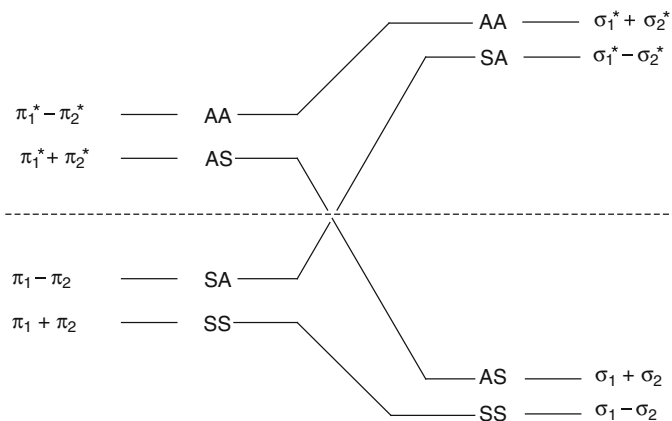 AA σ₁* + σ₂*
SA σ₁* − σ₂*
π₁* − π₂* AA
π₁* + π₂* AS
π₁ − π₂ SA
π₁ + π₂ SS
AS σ₁ + σ₂
SS σ₁ − σ₂